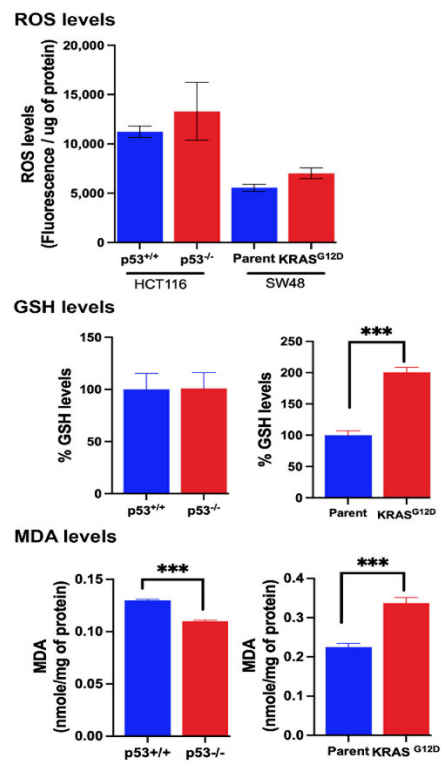 ROS levels
ROS levels
(Fluorescence / ug of protein)
20,000
15,000
10,000
5,000
0
p53+/+ p53-/- Parent KRASG12D
HCT116 SW48
GSH levels
% GSH levels
150
100
50
0
p53+/+ p53-/-
***
% GSH levels
250
200
150
100
50
0
Parent KRASG12D
MDA levels
***
MDA
(nmole/mg of protein)
0.15
0.10
0.05
0.00
p53+/+ p53-/-
***
MDA
(nmole/mg of protein)
0.4
0.3
0.2
0.1
0.0
Parent KRAS G12D